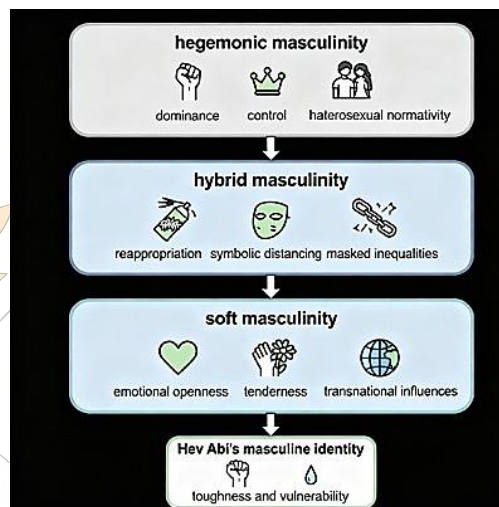 hegemonic masculinity
dominance control haterosexual normativity
hybrid masculinity
reappropriation symbolic distancing masked inequalities
soft masculinity
emotional openness tenderness transnational influences
Hev Abi's masculine identity
toughness and vulnerability